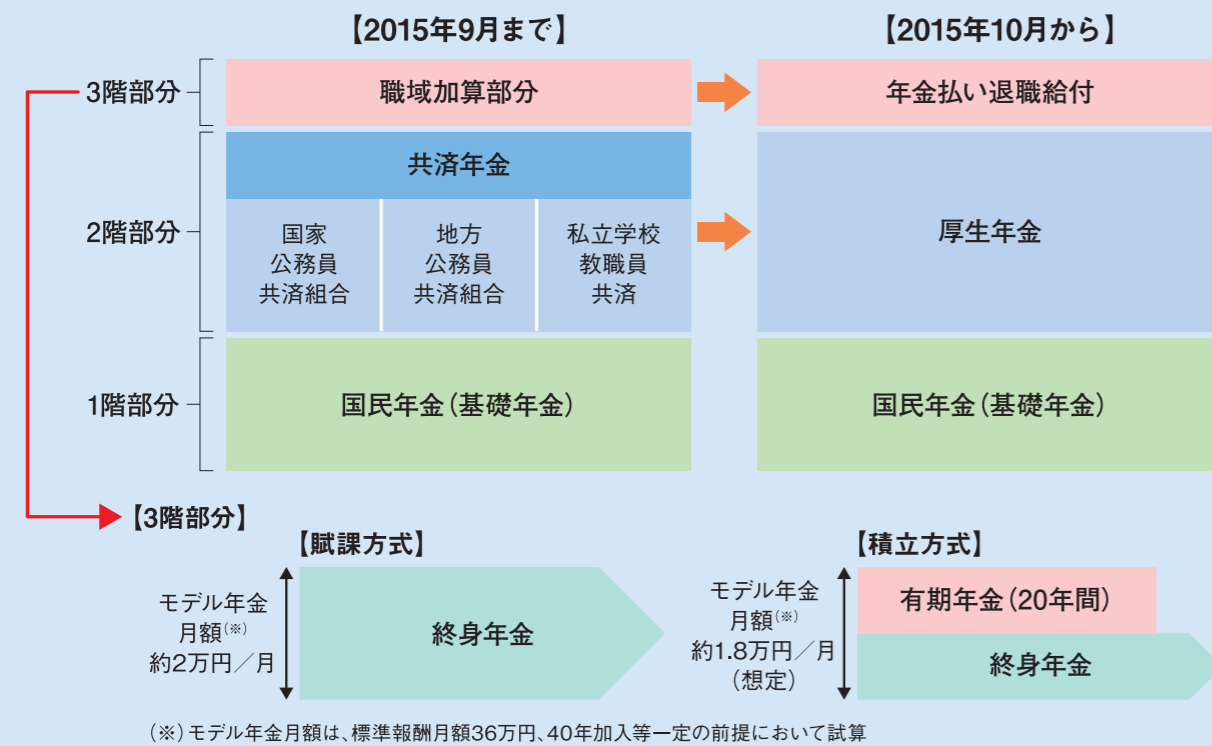 【2015年9月まで】
【2015年10月から】
3階部分
職域加算部分
年金払い退職給付
2階部分
共済年金
国家
公務員
共済組合
地方
公務員
共済組合
私立学校
教職員
共済
厚生年金
1階部分
国民年金（基礎年金）
国民年金（基礎年金）
【3階部分】
【賦課方式】
モデル年金
月額(※)
約2万円／月
終身年金
【積立方式】
モデル年金
月額(※)
約1.8万円／月
（想定）
有期年金（20年間）
終身年金
（※）モデル年金月額は、標準報酬月額36万円、40年加入等一定の前提において試算